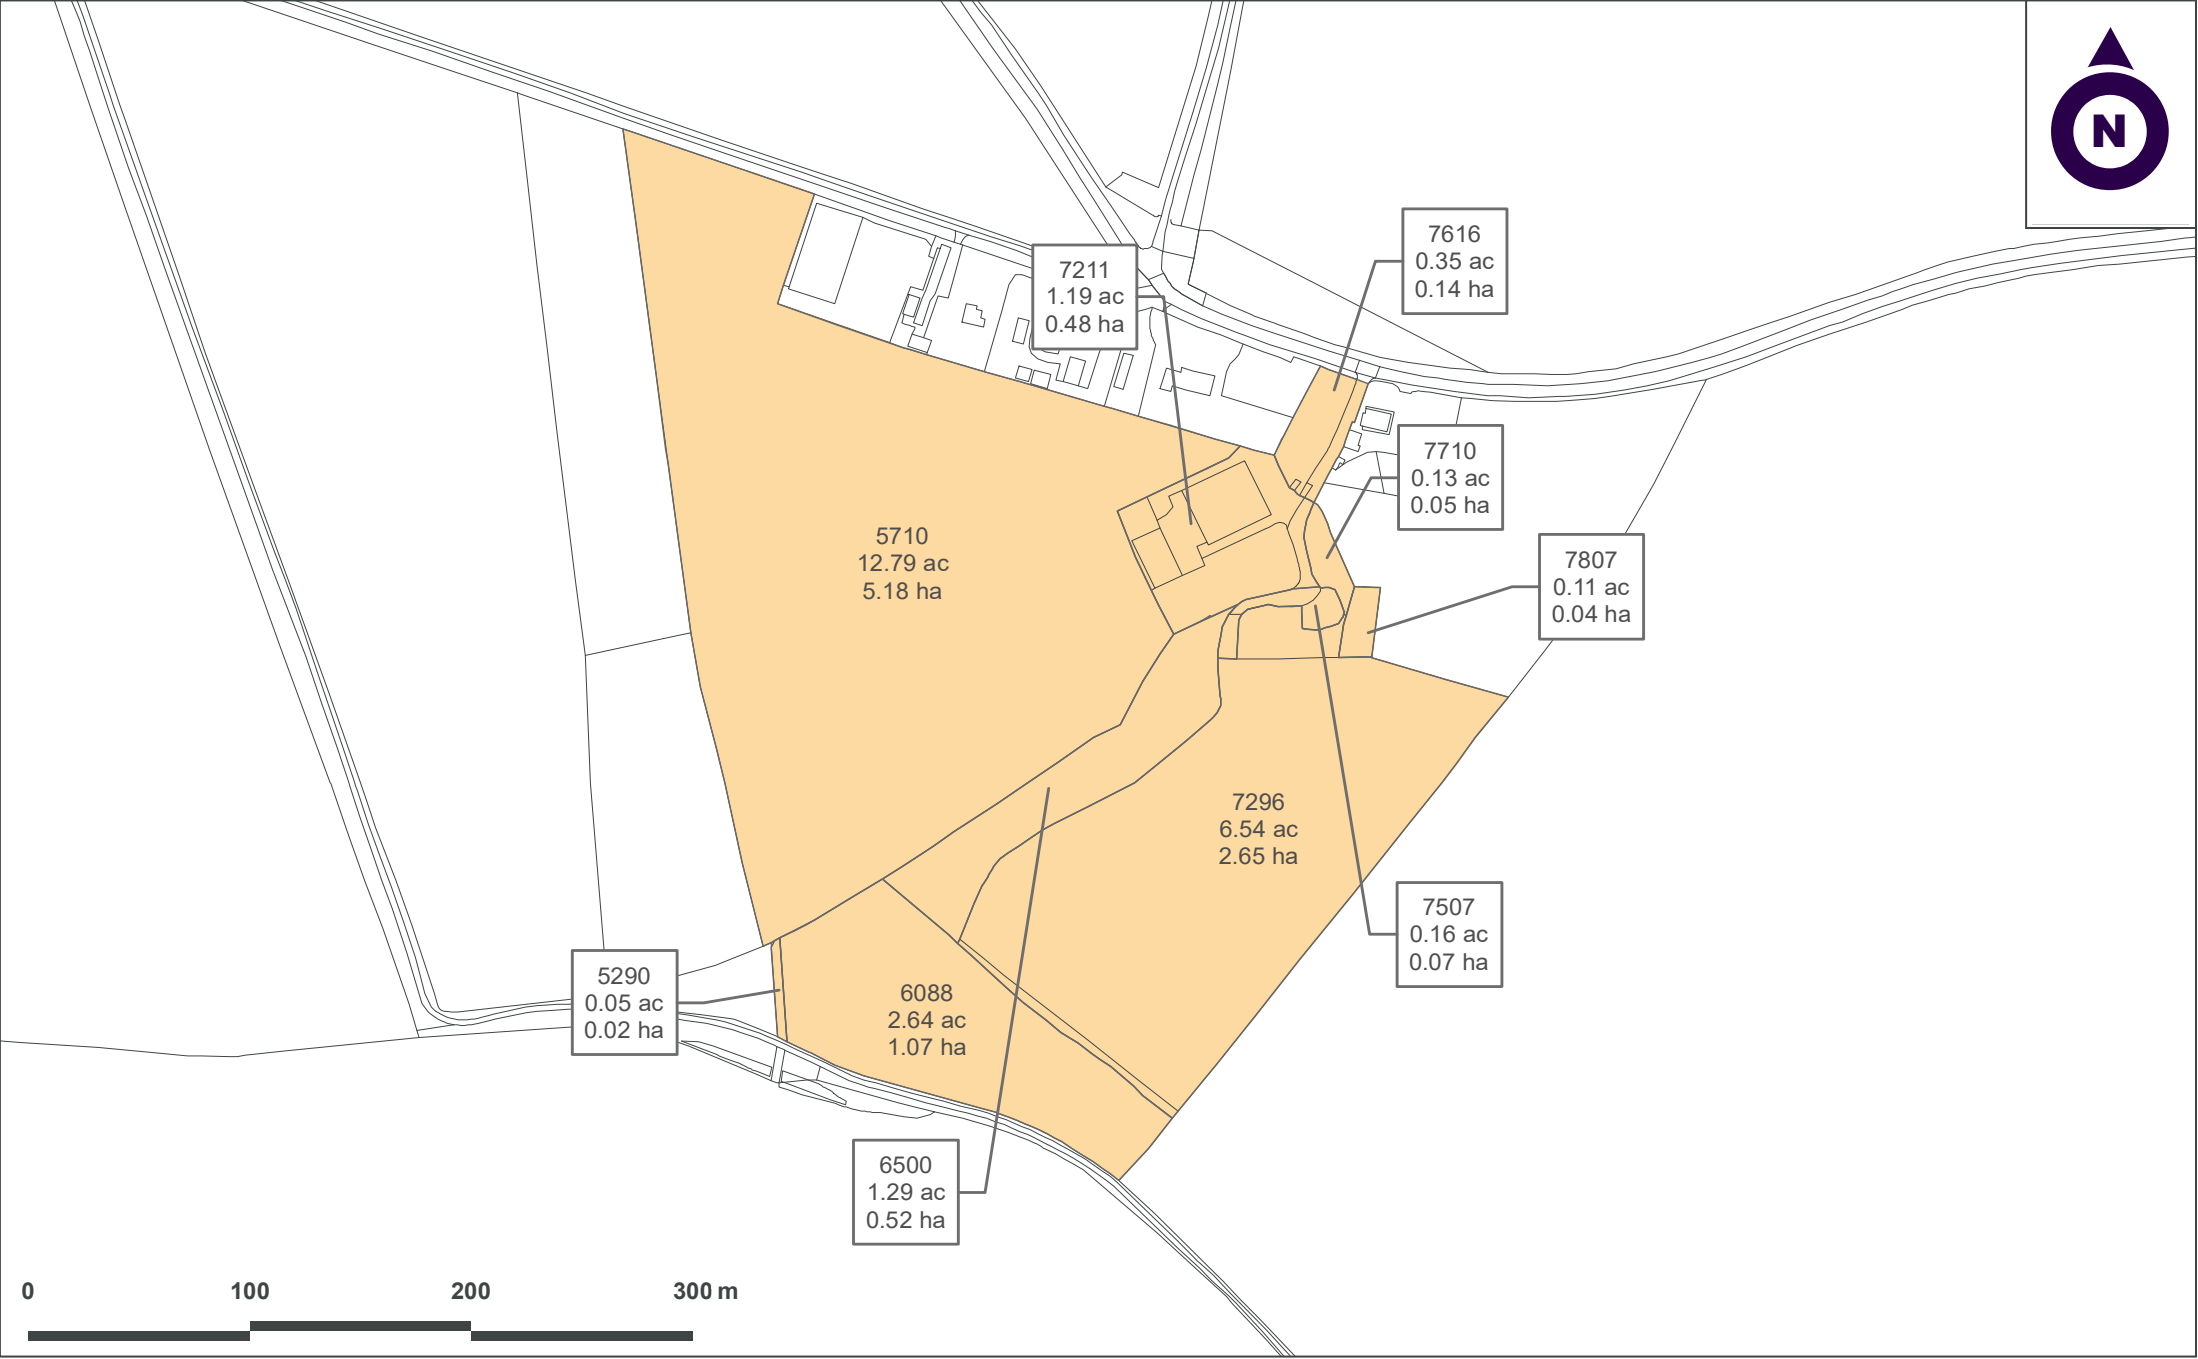 N
7616
0.35 ac
0.14 ha
7211
1.19 ac
0.48 ha
7710
0.13 ac
0.05 ha
5710
12.79 ac
5.18 ha
7807
0.11 ac
0.04 ha
7296
6.54 ac
2.65 ha
7507
0.16 ac
0.07 ha
5290
0.05 ac
0.02 ha
6088
2.64 ac
1.07 ha
6500
1.29 ac
0.52 ha
0 100 200 300 m